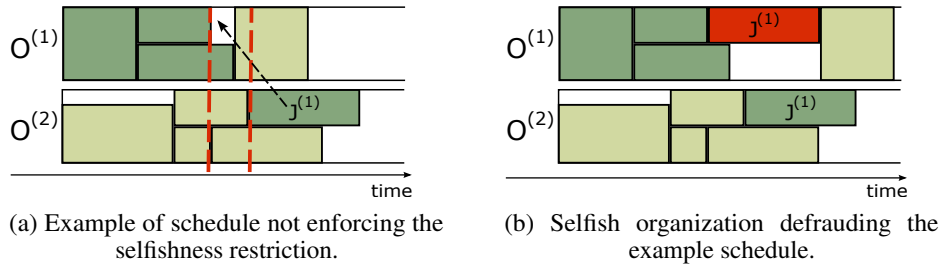 O(1)
J(1)
O(2)
time
(a) Example of schedule not enforcing the
selfishness restriction.
O(1)
J(1)
O(2)
J(1)
time
(b) Selfish organization defrauding the
example schedule.